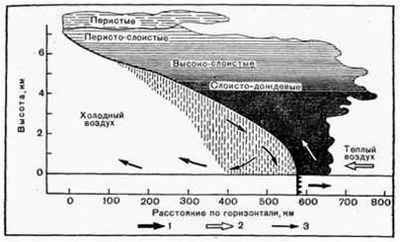 Перистые
Перисто-слоистые
Высоко-слоистые
Слоисто-дождевые
Высота, км
6
4
2
0
Холодный
воздух
Теплый
воздух
0 100 200 300 400 500 600 700 800
Расстояние по горизонтали, км
1 2 3